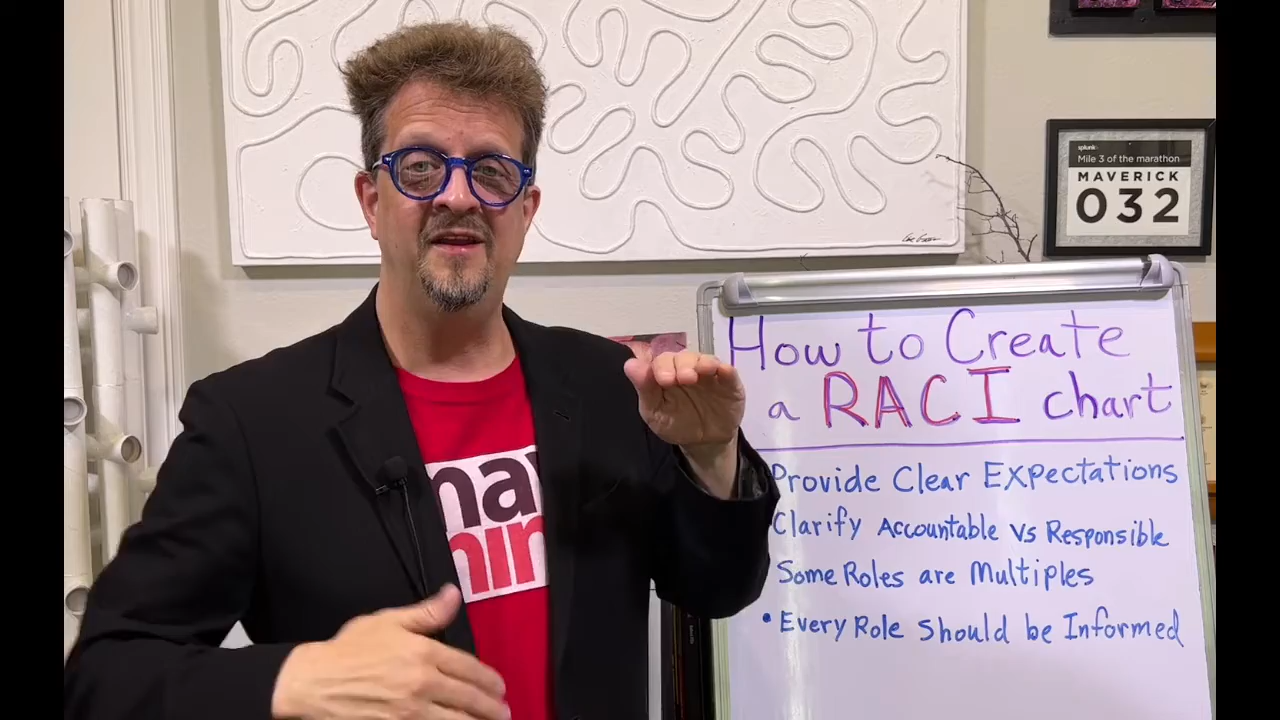 splunk>
Mile 3 of the marathon
MAVERICK
032
How to Create
a RACI chart
Provide Clear Expectations
Clarify Accountable vs Responsible
Some Roles are Multiples
• Every Role Should be Informed